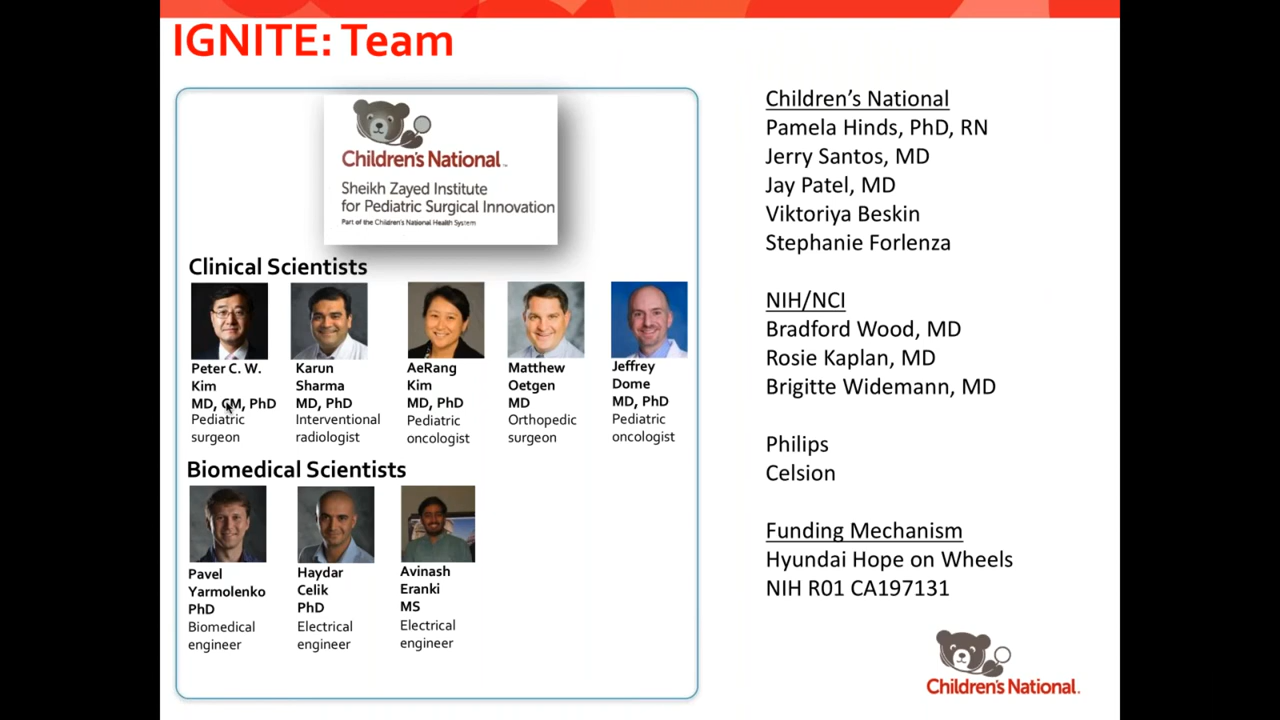 IGNITE: Team
Children's National™
Sheikh Zayed Institute
for Pediatric Surgical Innovation
Part of the Children's National Health System
Clinical Scientists
Peter C. W.
Kim
MD, CM, PhD
Pediatric
surgeon
Karun
Sharma
MD, PhD
Interventional
radiologist
AeRang
Kim
MD, PhD
Pediatric
oncologist
Matthew
Oetgen
MD
Orthopedic
surgeon
Jeffrey
Dome
MD, PhD
Pediatric
oncologist
Biomedical Scientists
Pavel
Yarmolenko
PhD
Biomedical
engineer
Haydar
Celik
PhD
Electrical
engineer
Avinash
Eranki
MS
Electrical
engineer
Children's National
Pamela Hinds, PhD, RN
Jerry Santos, MD
Jay Patel, MD
Viktoriya Beskin
Stephanie Forlenza
NIH/NCI
Bradford Wood, MD
Rosie Kaplan, MD
Brigitte Widemann, MD
Philips
Celsion
Funding Mechanism
Hyundai Hope on Wheels
NIH R01 CA197131
Children's National.